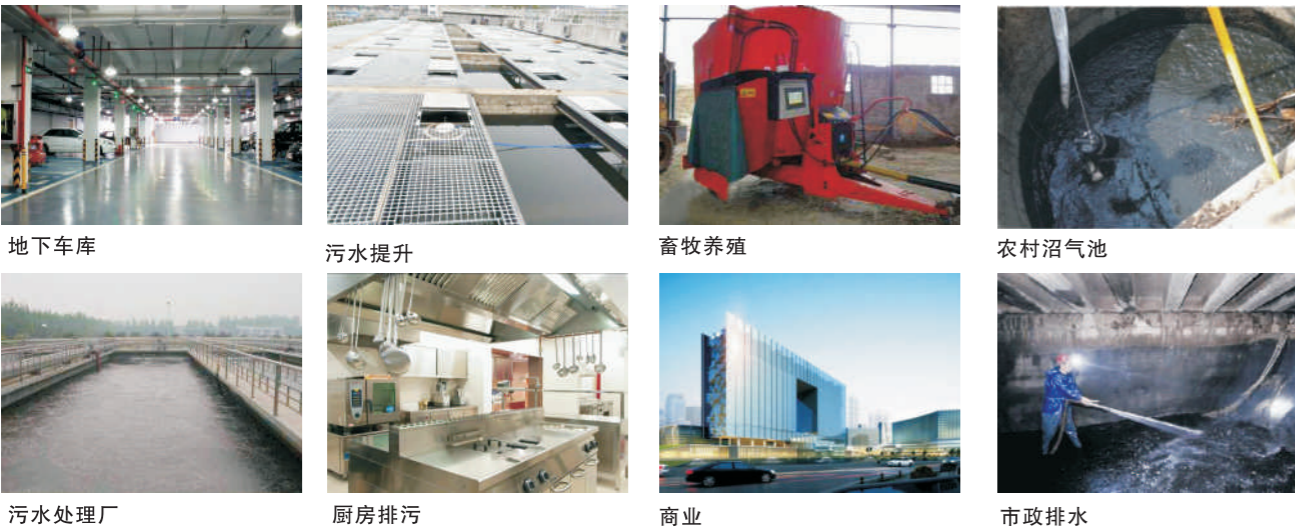 地下车库
污水提升
畜牧养殖
农村沼气池
污水处理厂
厨房排污
商业
市政排水